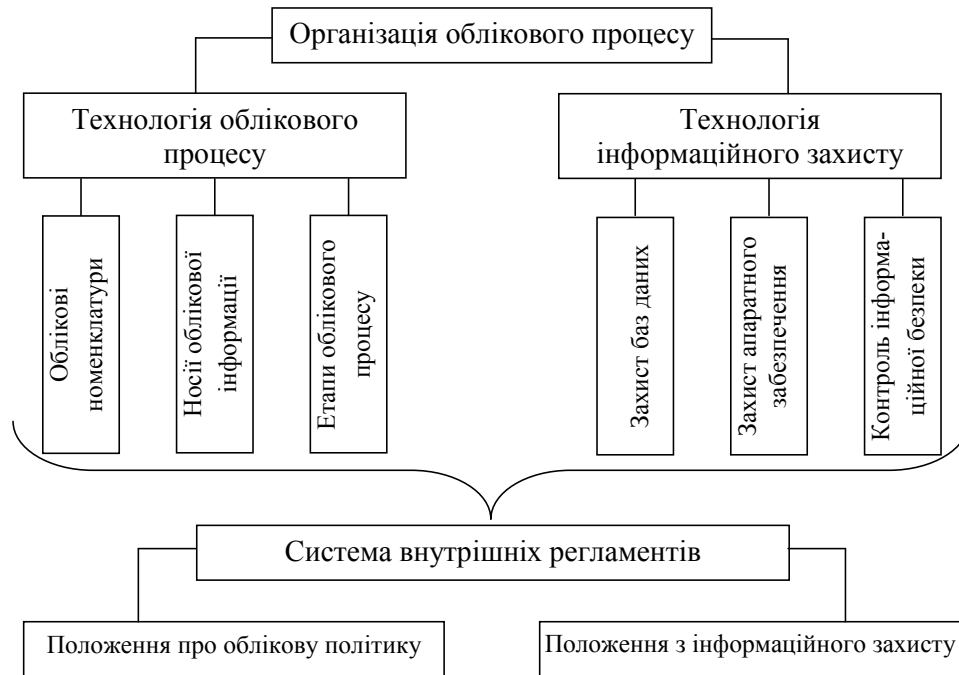 Організація облікового процесу
Технологія облікового
процесу
Технологія
інформаційного захисту
Облікові
номенклатури
Носії облікової
інформації
Етапи облікового
процесу
Захист баз даних
Захист апаратного
забезпечення
Контроль інформа-
ційної безпеки
Система внутрішніх регламентів
Положення про облікову політику
Положення з інформаційного захисту